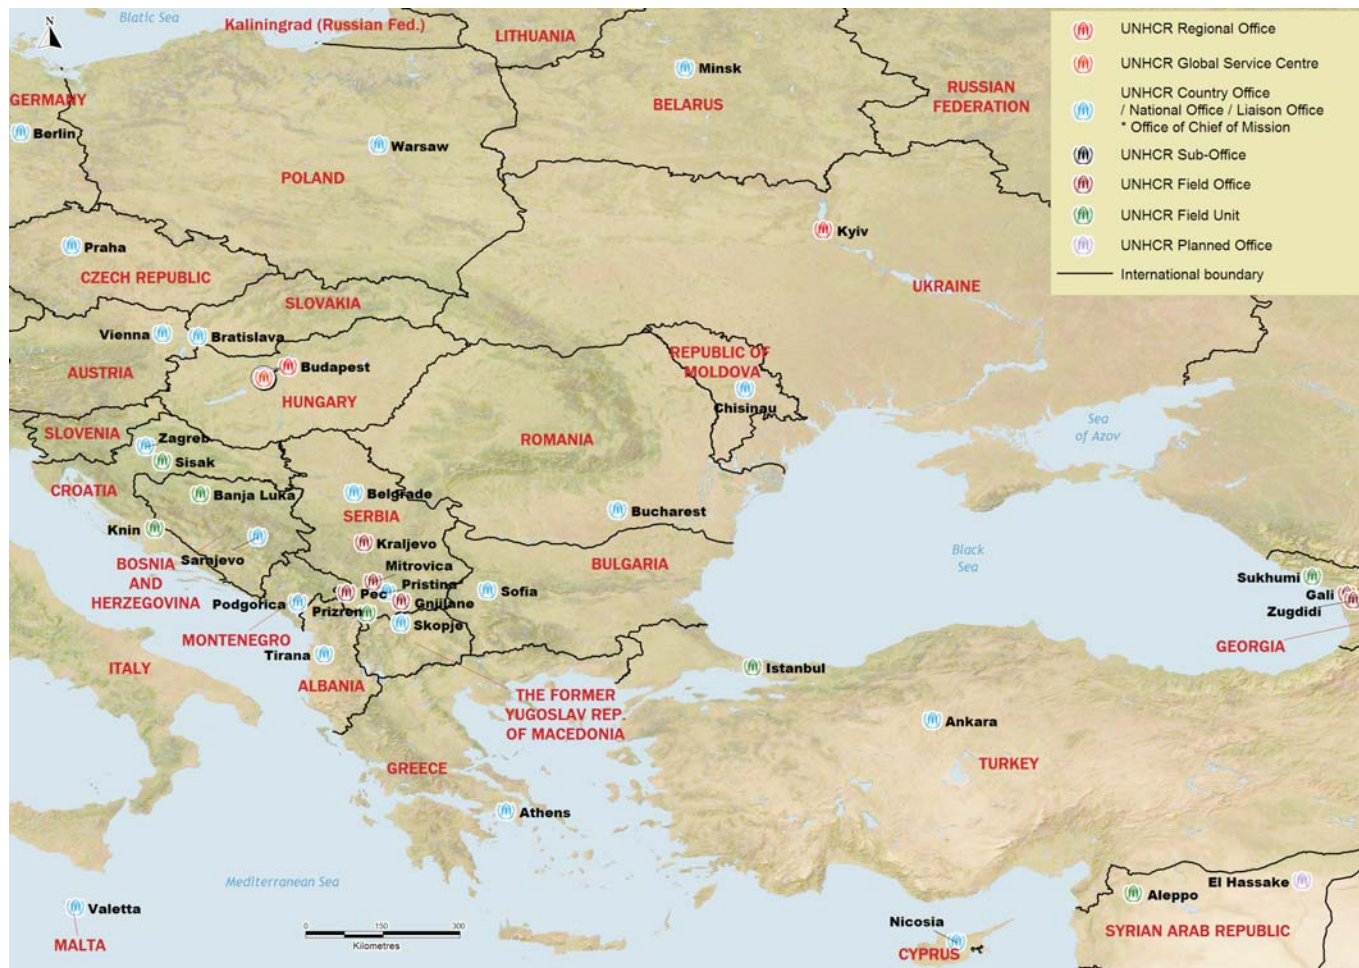 N
Blatic Sea
Kaliningrad (Russian Fed.)
LITHUANIA
Minsk
BELARUS
RUSSIAN
FEDERATION
UNHCR Regional Office
UNHCR Global Service Centre
UNHCR Country Office
/ National Office / Liaison Office
* Office of Chief of Mission
UNHCR Sub-Office
UNHCR Field Office
UNHCR Field Unit
UNHCR Planned Office
International boundary
GERMANY
Berlin
Warsaw
POLAND
Kyiv
UKRAINE
Praha
CZECH REPUBLIC
SLOVAKIA
Vienna
Bratislava
AUSTRIA
Budapest
HUNGARY
REPUBLIC OF
MOLDOVA
Chisinau
Sea
of Azov
SLOVENIA
Zagreb
Sisak
ROMANIA
CROATIA
Banja Luka
Belgrade
SERBIA
Bucharest
Knin
Sarajevo
Kraljevo
BOSNIA
AND
HERZEGOVINA
Mitrovica
Pristina
Pec
Gnjilane
Prizren
BULGARIA
Sofia
Black
Sea
Sukhumi
Gali
Zugdidi
GEORGIA
Podgorica
MONTENEGRO
Skopje
Tirana
ALBANIA
ITALY
Istanbul
THE FORMER
YUGOSLAV REP.
OF MACEDONIA
Ankara
TURKEY
GREECE
Athens
Mediterranean Sea
Valetta
MALTA
0 150 300
Kilometres
Nicosia
CYPRUS
Aleppo
El Hassake
SYRIAN ARAB REPUBLIC